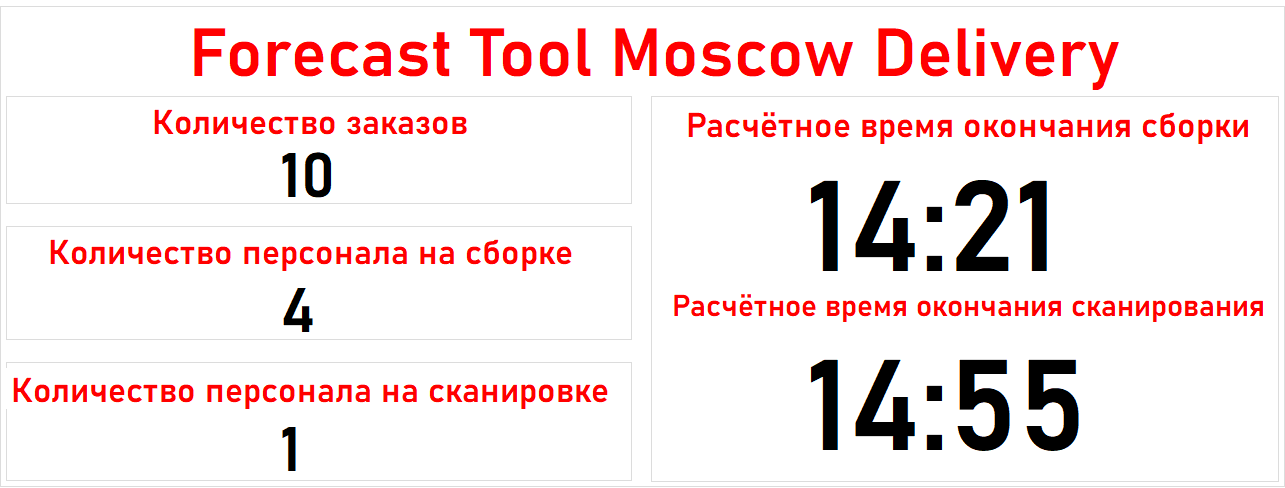 Forecast Tool Moscow Delivery
Количество заказов
10
Количество персонала на сборке
4
Количество персонала на сканировке
1
Расчётное время окончания сборки
14:21
Расчётное время окончания сканирования
14:55